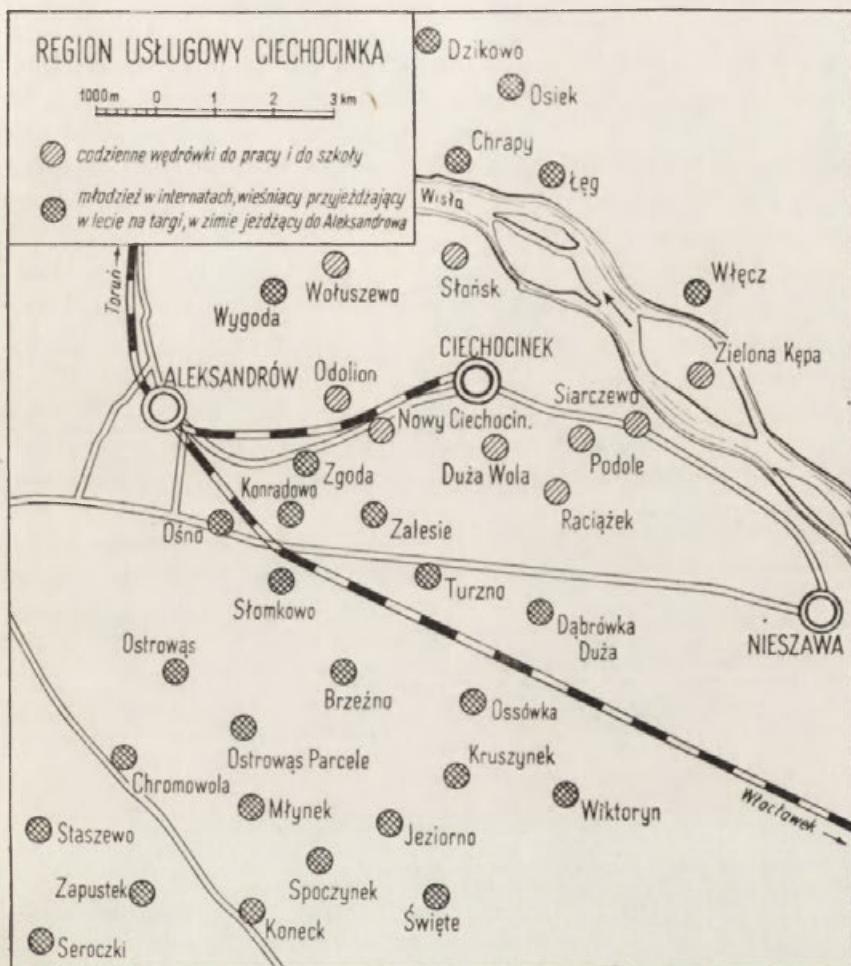 REGION USŁUGOWY CIECHOCINKA
1000m 0 1 2 3 km
codzienne wędrówki do pracy i do szkoły
młodzież w internatach, wieśniacy przyjeżdżający
w lecie na targi, w zimie jeżdżący do Aleksandrowa
Dzikowo
Osiek
Chrapy
Łęg
Wisła
Toruń
Wołuszewo
Słońsk
Włęcz
Wygoda
CIECHOCINEK
Zielona Kępa
ALEKSANDRÓW
Odolion
Siarczewo
Nowy Ciechocin.
Zgoda
Duża Wola
Podole
Konradowo
Raciążek
Ośno
Zalesie
Słomkowo
Turzno
Dąbrówka
Duża
NIESZAWA
Ostrowąs
Brzeźno
Ossówka
Ostrowąs Parcele
Kruszynek
Chromowola
Młynek
Wiktoryn
Włocławek
Staszewo
Jeziorno
Spoczynek
Zapustek
Święte
Koneck
Seroczki